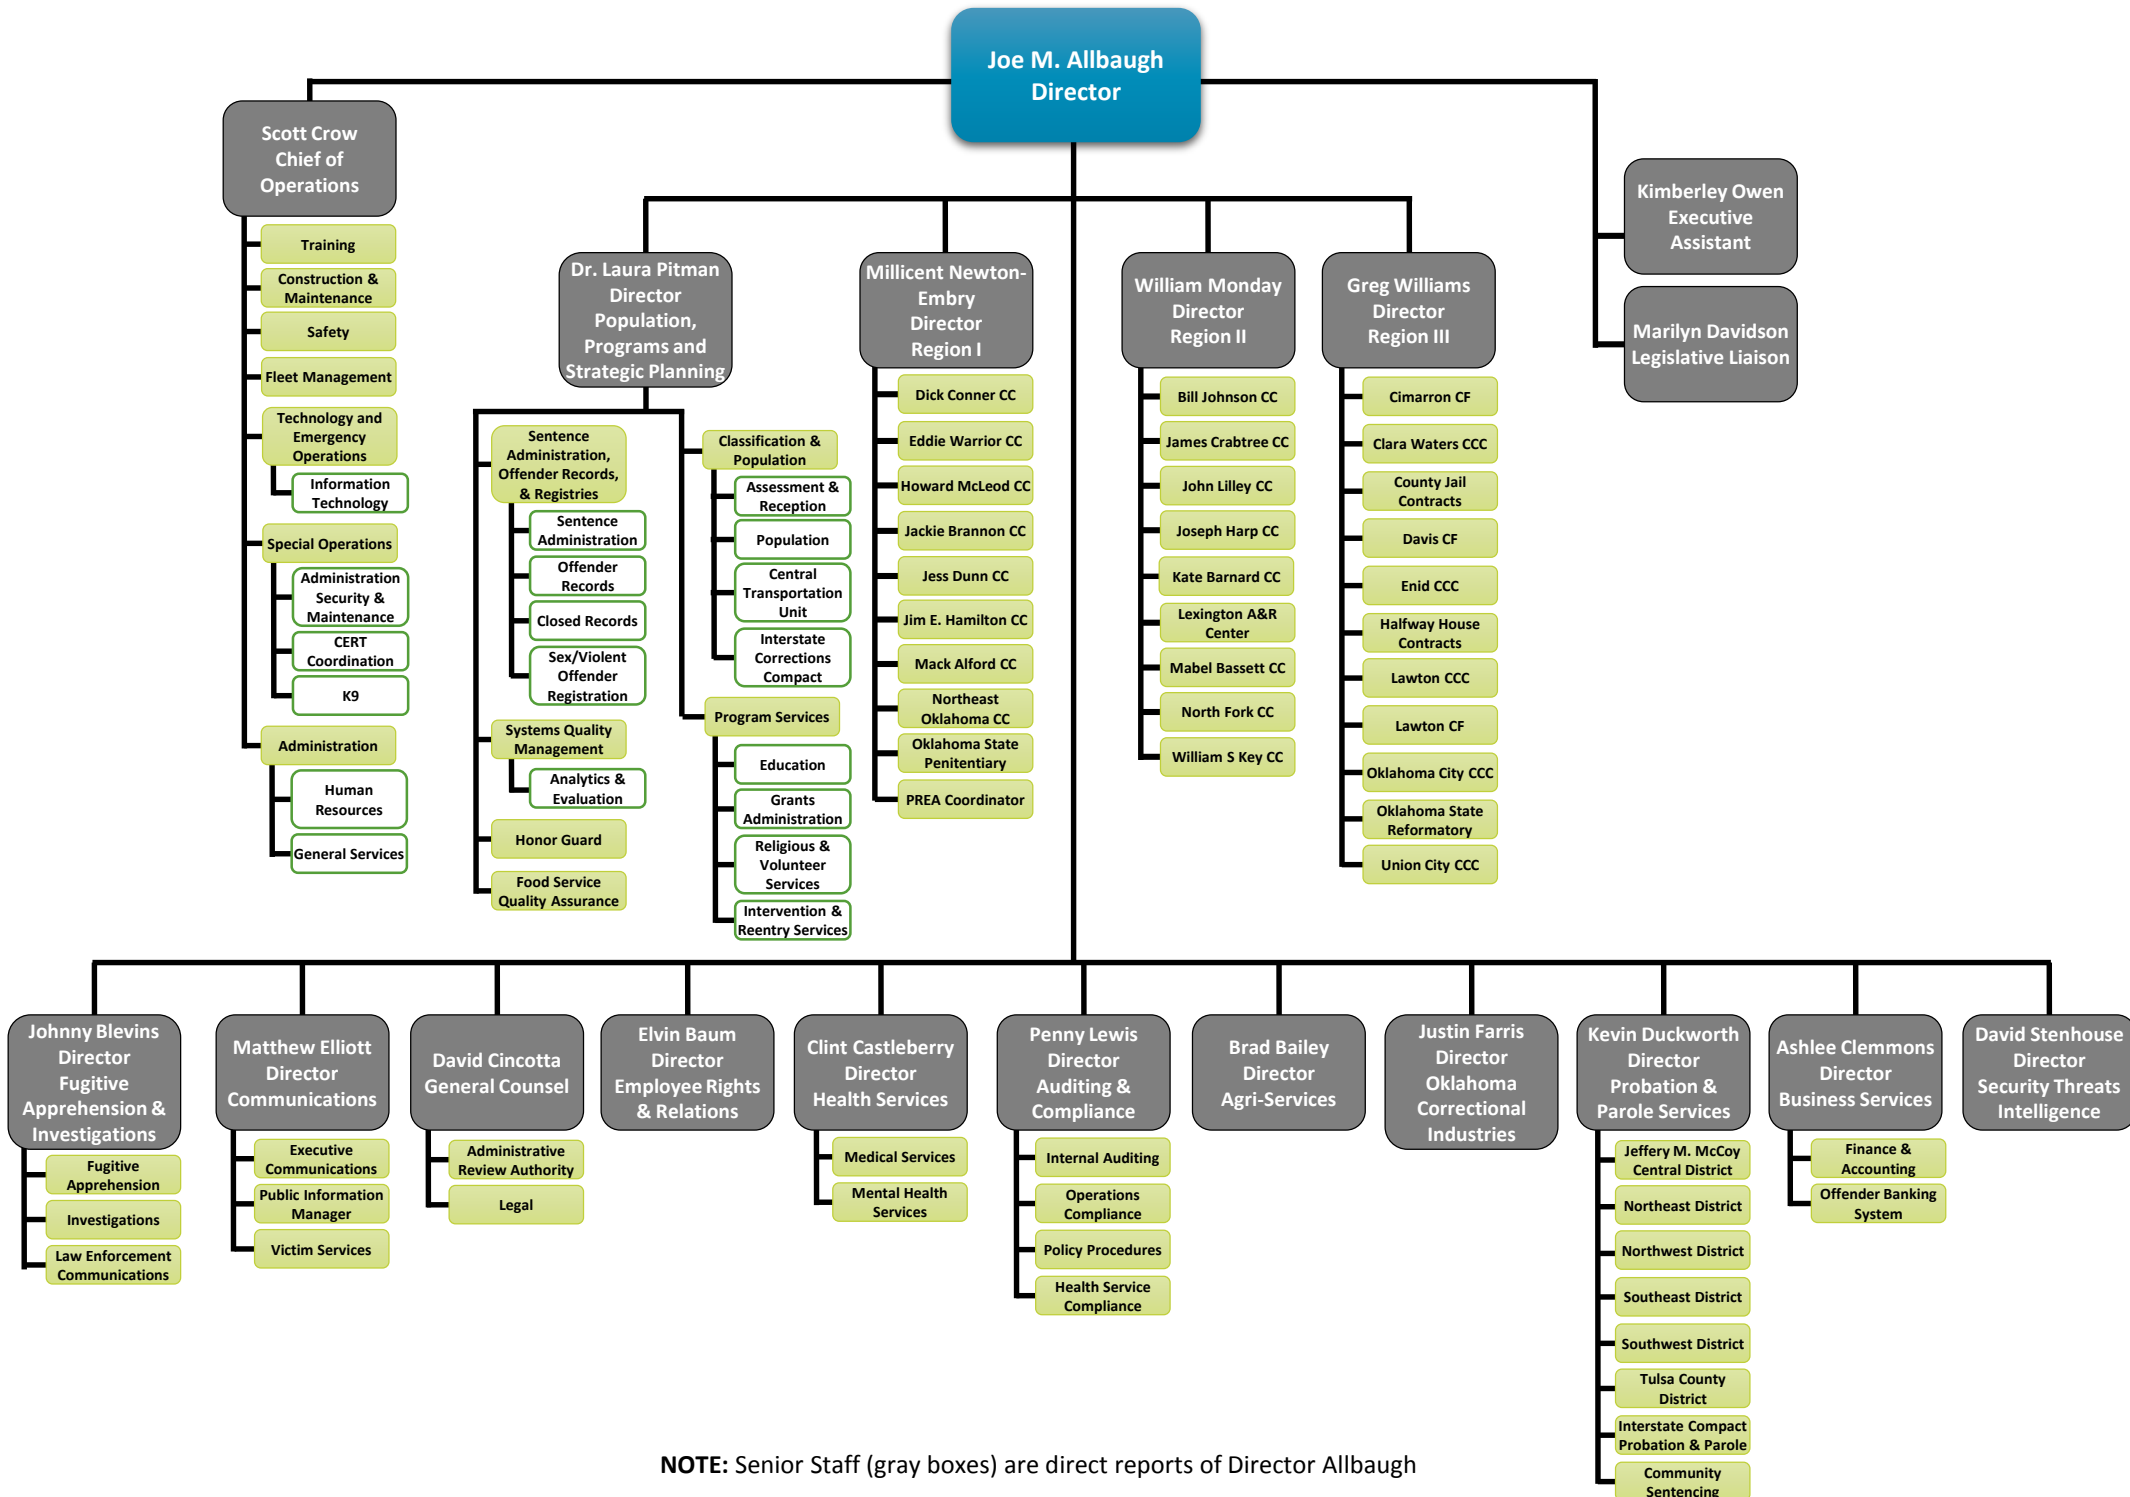 Joe M. Allbaugh
Director
Scott Crow
Chief of
Operations
Training
Construction &
Maintenance
Safety
Fleet Management
Technology and
Emergency
Operations
Information
Technology
Special Operations
Administration
Security &
Maintenance
CERT
Coordination
K9
Administration
Human
Resources
General Services
Kimberley Owen
Executive
Assistant
Marilyn Davidson
Legislative Liaison
Dr. Laura Pitman
Director
Population,
Programs and
Strategic Planning
Sentence
Administration,
Offender Records,
& Registries
Sentence
Administration
Offender
Records
Closed Records
Sex/Violent
Offender
Registration
Systems Quality
Management
Analytics &
Evaluation
Honor Guard
Food Service
Quality Assurance
Classification &
Population
Assessment &
Reception
Population
Central
Transportation
Unit
Interstate
Corrections
Compact
Program Services
Education
Grants
Administration
Religious &
Volunteer
Services
Intervention &
Reentry Services
Millicent Newton-
Embry
Director
Region I
Dick Conner CC
Eddie Warrior CC
Howard McLeod CC
Jackie Brannon CC
Jess Dunn CC
Jim E. Hamilton CC
Mack Alford CC
Northeast
Oklahoma CC
Oklahoma State
Penitentiary
PREA Coordinator
William Monday
Director
Region II
Bill Johnson CC
James Crabtree CC
John Lilley CC
Joseph Harp CC
Kate Barnard CC
Lexington A&R
Center
Mabel Bassett CC
North Fork CC
William S Key CC
Greg Williams
Director
Region III
Cimarron CF
Clara Waters CCC
County Jail
Contracts
Davis CF
Enid CCC
Halfway House
Contracts
Lawton CCC
Lawton CF
Oklahoma City CCC
Oklahoma State
Reformatory
Union City CCC
Johnny Blevins
Director
Fugitive
Apprehension &
Investigations
Fugitive
Apprehension
Investigations
Law Enforcement
Communications
Matthew Elliott
Director
Communications
Executive
Communications
Public Information
Manager
Victim Services
David Cincotta
General Counsel
Administrative
Review Authority
Legal
Elvin Baum
Director
Employee Rights
& Relations
Clint Castleberry
Director
Health Services
Medical Services
Mental Health
Services
Penny Lewis
Director
Auditing &
Compliance
Internal Auditing
Operations
Compliance
Policy Procedures
Health Service
Compliance
Brad Bailey
Director
Agri-Services
Justin Farris
Director
Oklahoma
Correctional
Industries
Kevin Duckworth
Director
Probation &
Parole Services
Jeffery M. McCoy
Central District
Northeast District
Northwest District
Southeast District
Southwest District
Tulsa County
District
Interstate Compact
Probation & Parole
Community
Sentencing
Ashlee Clemmons
Director
Business Services
Finance &
Accounting
Offender Banking
System
David Stenhouse
Director
Security Threats
Intelligence
NOTE: Senior Staff (gray boxes) are direct reports of Director Allbaugh